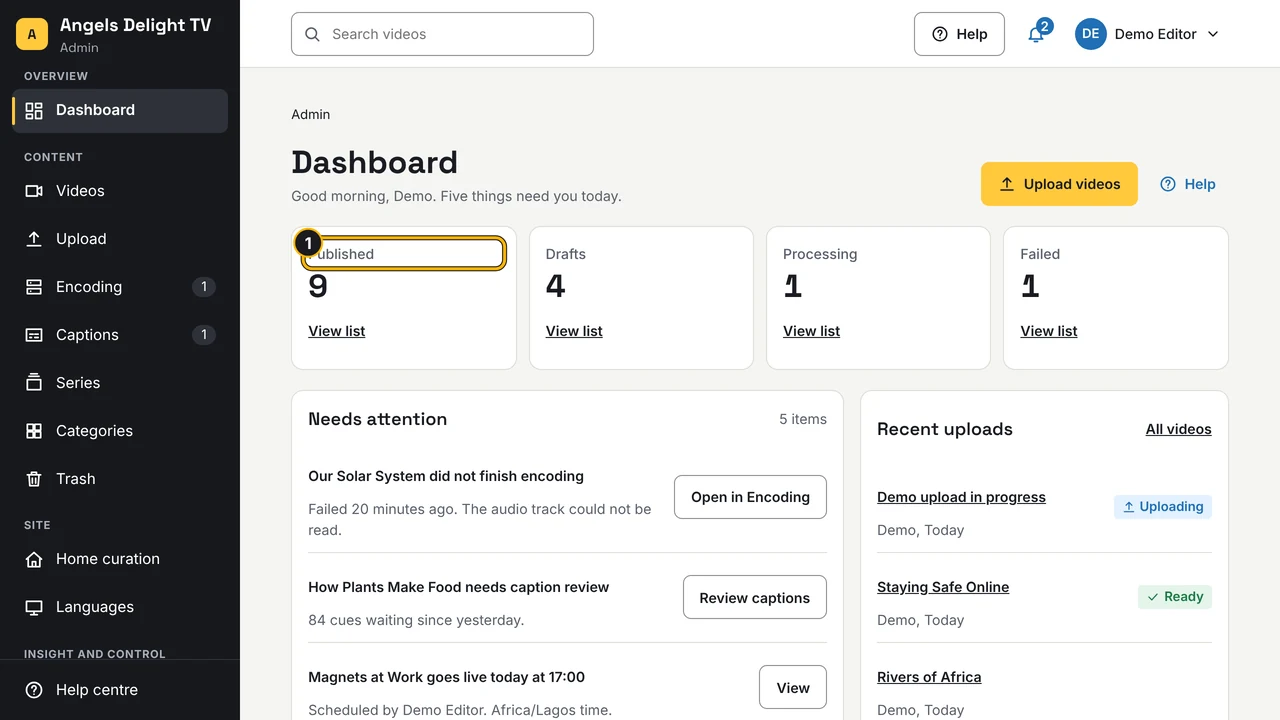 A
Angels Delight TV
Admin
OVERVIEW
Dashboard
CONTENT
Videos
Upload
Encoding 1
Captions 1
Series
Categories
Trash
SITE
Home curation
Languages
INSIGHT AND CONTROL
Help centre
Search videos
Help
2
DE Demo Editor
Admin
Dashboard
Good morning, Demo. Five things need you today.
Upload videos
Help
1
ublished
9
View list
Drafts
4
View list
Processing
1
View list
Failed
1
View list
Needs attention
5 items
Our Solar System did not finish encoding
Failed 20 minutes ago. The audio track could not be
read.
Open in Encoding
How Plants Make Food needs caption review
84 cues waiting since yesterday.
Review captions
Magnets at Work goes live today at 17:00
Scheduled by Demo Editor. Africa/Lagos time.
View
Recent uploads
All videos
Demo upload in progress
Demo, Today
Uploading
Staying Safe Online
Demo, Today
Ready
Rivers of Africa
Demo, Today